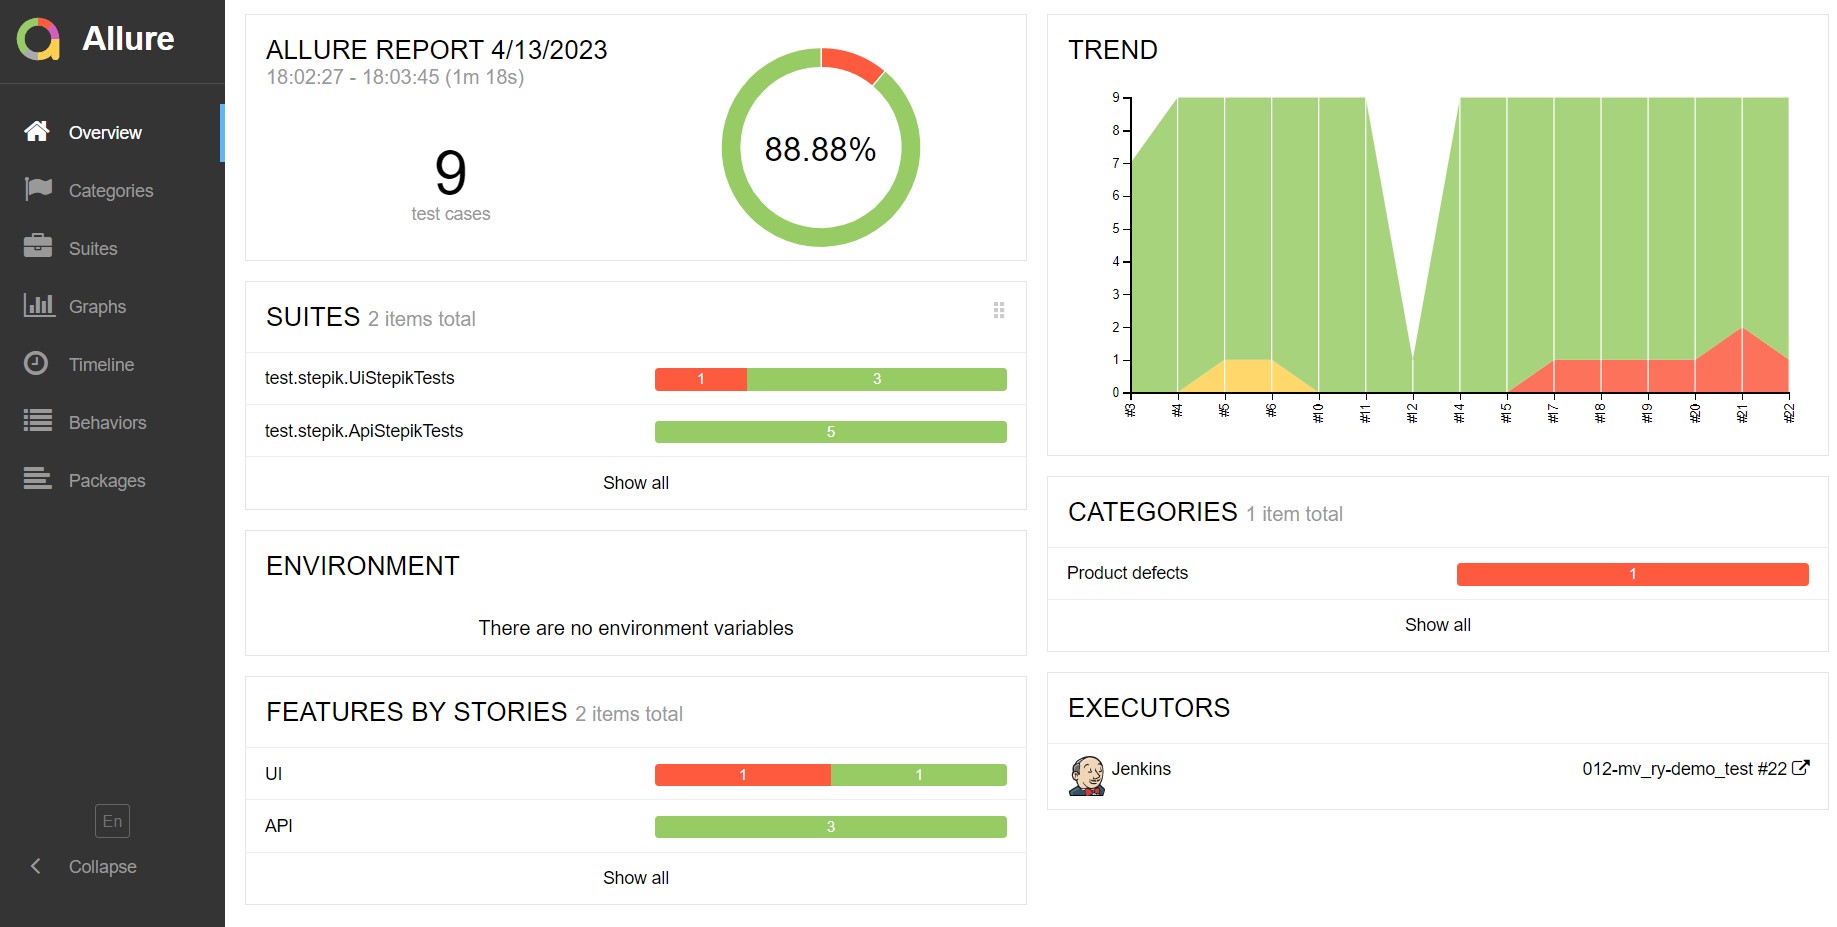 Allure
Overview
Categories
Suites
Graphs
Timeline
Behaviors
Packages
En
Collapse
ALLURE REPORT 4/13/2023
18:02:27 - 18:03:45 (1m 18s)
9
test cases
88.88%
SUITES 2 items total
test.stepik.UiStepikTests 1 3
test.stepik.ApiStepikTests 5
Show all
ENVIRONMENT
There are no environment variables
FEATURES BY STORIES 2 items total
UI 1 1
API 3
Show all
TREND
9
8
7
6
5
4
3
2
1
0
#3 #4 #5 #6 #10 #11 #12 #14 #15 #17 #18 #19 #20 #21 #22
CATEGORIES 1 item total
Product defects 1
Show all
EXECUTORS
Jenkins 012-mv_ry-demo_test #22